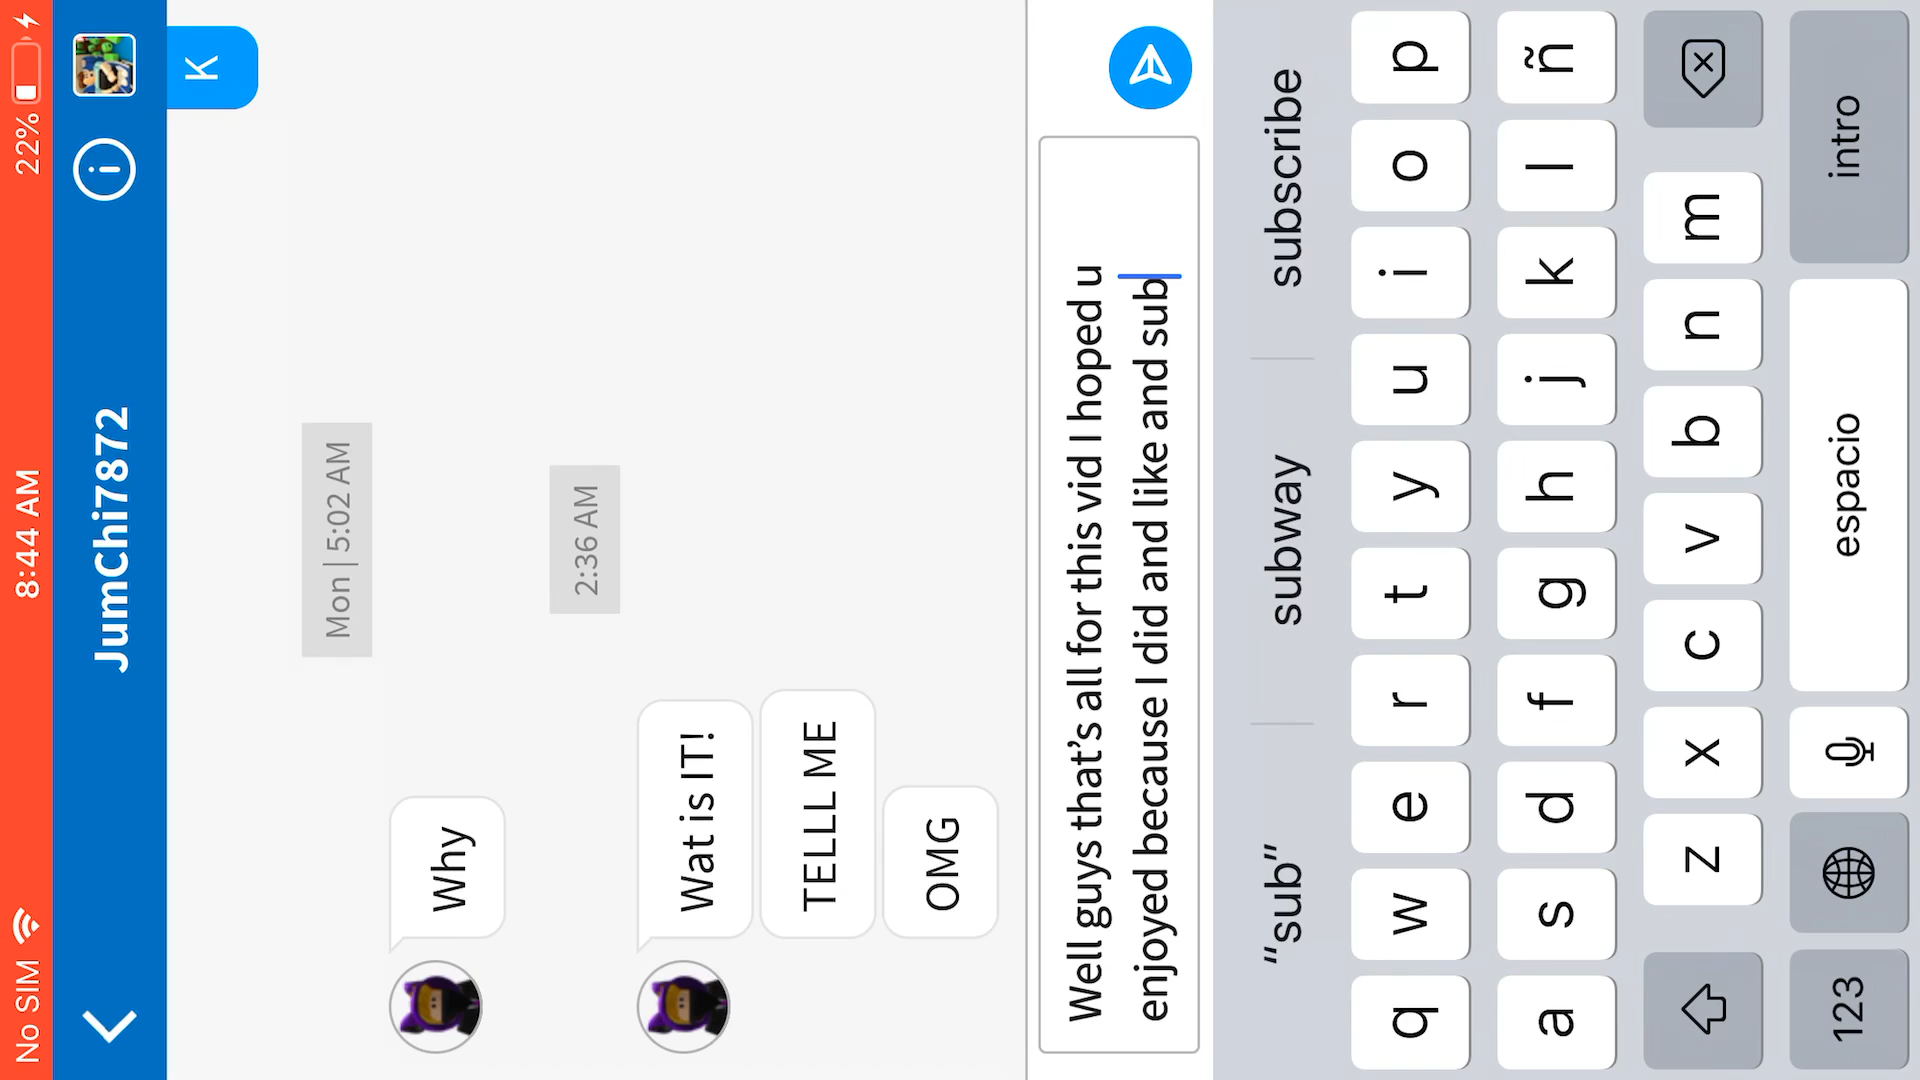 No SIM 8:44 AM 22%
JumChi7872
K
Mon | 5:02 AM
Why
2:36 AM
Wat is IT!
TELLL ME
OMG
Well guys that's all for this vid I hoped u
enjoyed because I did and like and sub
“sub” subway subscribe
q w e r t y u i o p
a s d f g h j k l ñ
z x c v b n m
123 espacio intro